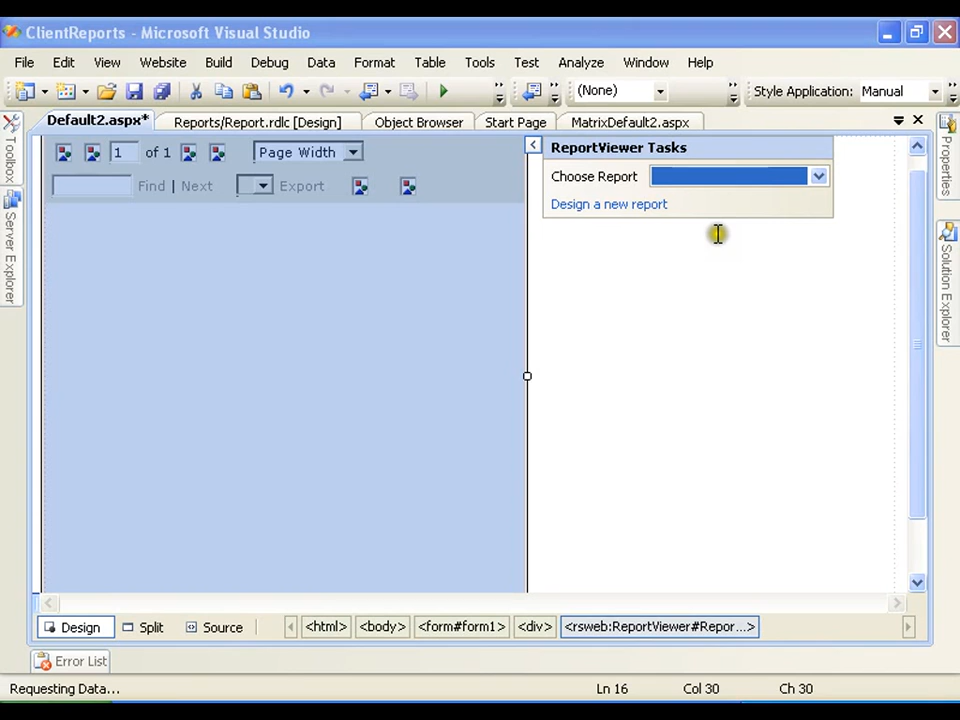 ClientReports - Microsoft Visual Studio
File Edit View Website Build Debug Data Format Table Tools Test Analyze Window Help
(None) Style Application: Manual
Default2.aspx* Reports/Report.rdlc [Design] Object Browser Start Page MatrixDefault2.aspx
Toolbox
Server Explorer
1 of 1 Page Width
Find | Next Export
ReportViewer Tasks
Choose Report
Design a new report
Properties
Solution Explorer
Design Split Source <html> <body> <form#form1> <div> <rsweb:ReportViewer#Repor...>
Error List
Requesting Data... Ln 16 Col 30 Ch 30